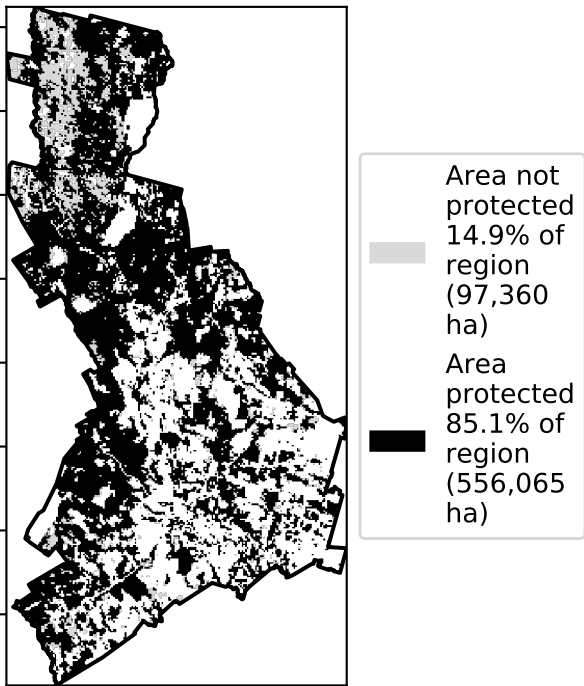 Area not
protected
14.9% of
region
(97,360
ha)
Area
protected
85.1% of
region
(556,065
ha)